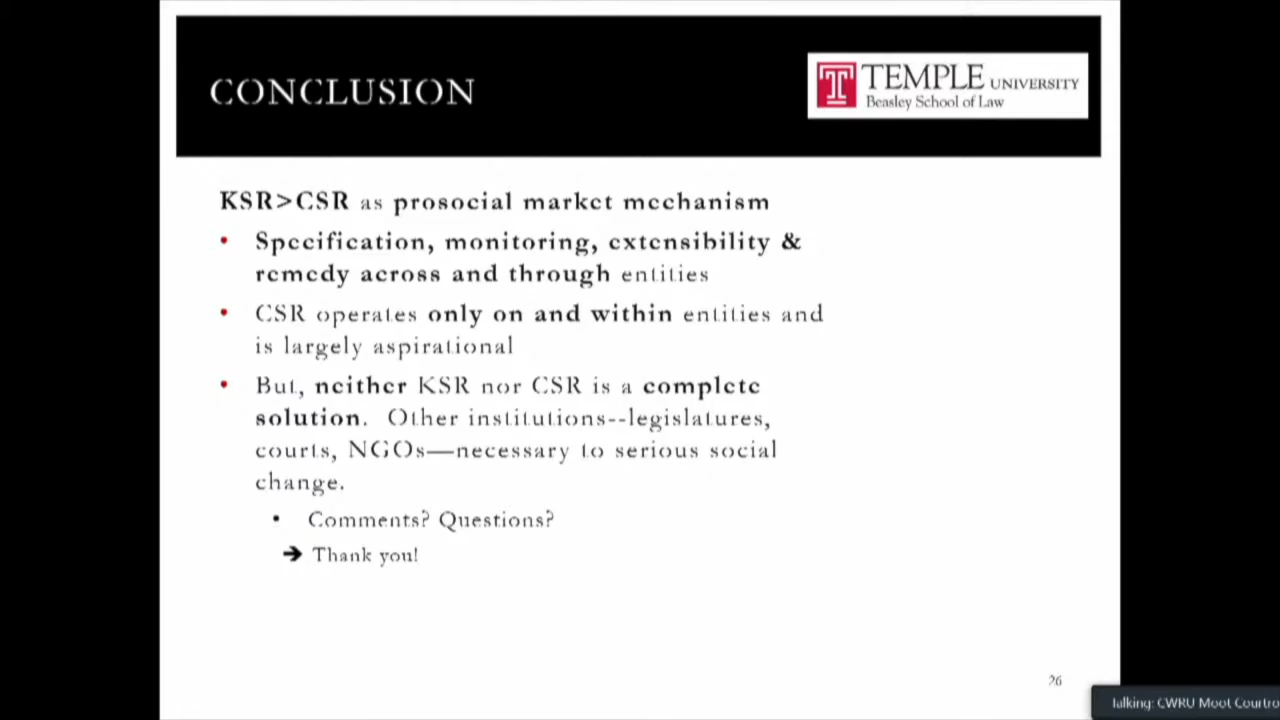 CONCLUSION
TEMPLE UNIVERSITY
Beasley School of Law
KSR>CSR as prosocial market mechanism
• Specification, monitoring, extensibility &
remedy across and through entities
• CSR operates only on and within entities and
is largely aspirational
• But, neither KSR nor CSR is a complete
solution. Other institutions--legislatures,
courts, NGOs—necessary to serious social
change.
• Comments? Questions?
➔ Thank you!
26
Talking: CWRU Moot Courtro